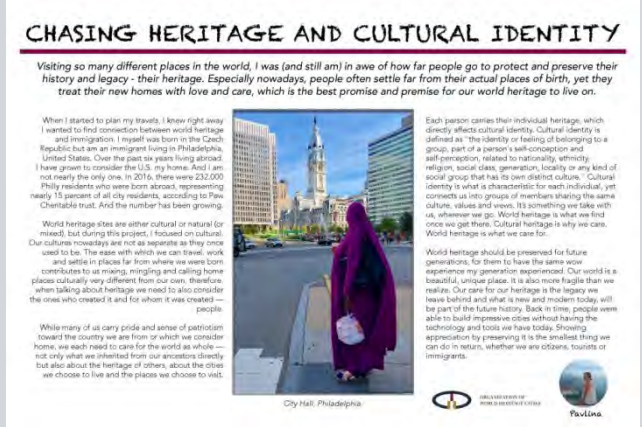 CHASING HERITAGE AND CULTURAL IDENTITY
Visiting so many different places in the world, I was (and still am) in awe of how far people go to protect and preserve their
history and legacy - their heritage. Especially nowadays, people often settle far from their actual places of birth, yet they
treat their new homes with love and care, which is the best promise and premise for our world heritage to live on.
When I started to plan my travels, I knew right away
I wanted to find connection between world heritage
and immigration. I myself was born in the Czech
Republic but am an immigrant living in Philadelphia,
United States. Over the past six years living abroad,
I have grown to consider the U.S. my home. And I am
not nearly the only one. In 2016, there were 232,000
Philly residents who were born abroad, representing
nearly 15 percent of all city residents, according to Pew
Charitable trust. And the number has been growing.
World heritage sites are either cultural or natural (or
mixed), but during this project, I focused on cultural.
Our cultures nowadays are not as separate as they once
used to be. The ease with which we can travel, work
and settle in places far from where we were born
contributes to us mixing, mingling and calling home
places culturally very different from our own, therefore,
when talking about heritage we need to also consider
the ones who created it and for whom it was created —
people.
While many of us carry pride and sense of patriotism
toward the country we are from or which we consider
home, we each need to care for the world as whole —
not only what we inherited from our ancestors directly
but also about the heritage of others, about the cities
we choose to live and the places we choose to visit.
City Hall, Philadelphia
Each person carries their individual heritage, which
directly affects cultural identity. Cultural identity is
defined as "the identity or feeling of belonging to a
group, part of a person's self-conception and
self-perception, related to nationality, ethnicity,
religion, social class, generation, locality or any kind of
social group that has its own distinct culture." Cultural
identity is what is characteristic for each individual, yet
connects us into groups of members sharing the same
culture, values and views. It's something we take with
us, wherever we go. World heritage is what we find
once we get there. Cultural heritage is why we care.
World heritage is what we care for.
World heritage should be preserved for future
generations, for them to have the same wow
experience my generation experienced. Our world is a
beautiful, unique place. It is also more fragile than we
realize. Our care for our heritage is the legacy we
leave behind and what is new and modern today, will
be part of the future history. Back in time, people were
able to build impressive cities without having the
technology and tools we have today. Showing
appreciation by preserving it is the smallest thing we
can do in return, whether we are citizens, tourists or
immigrants.
ORGANIZATION OF
WORLD HERITAGE CITIES
Pavlina